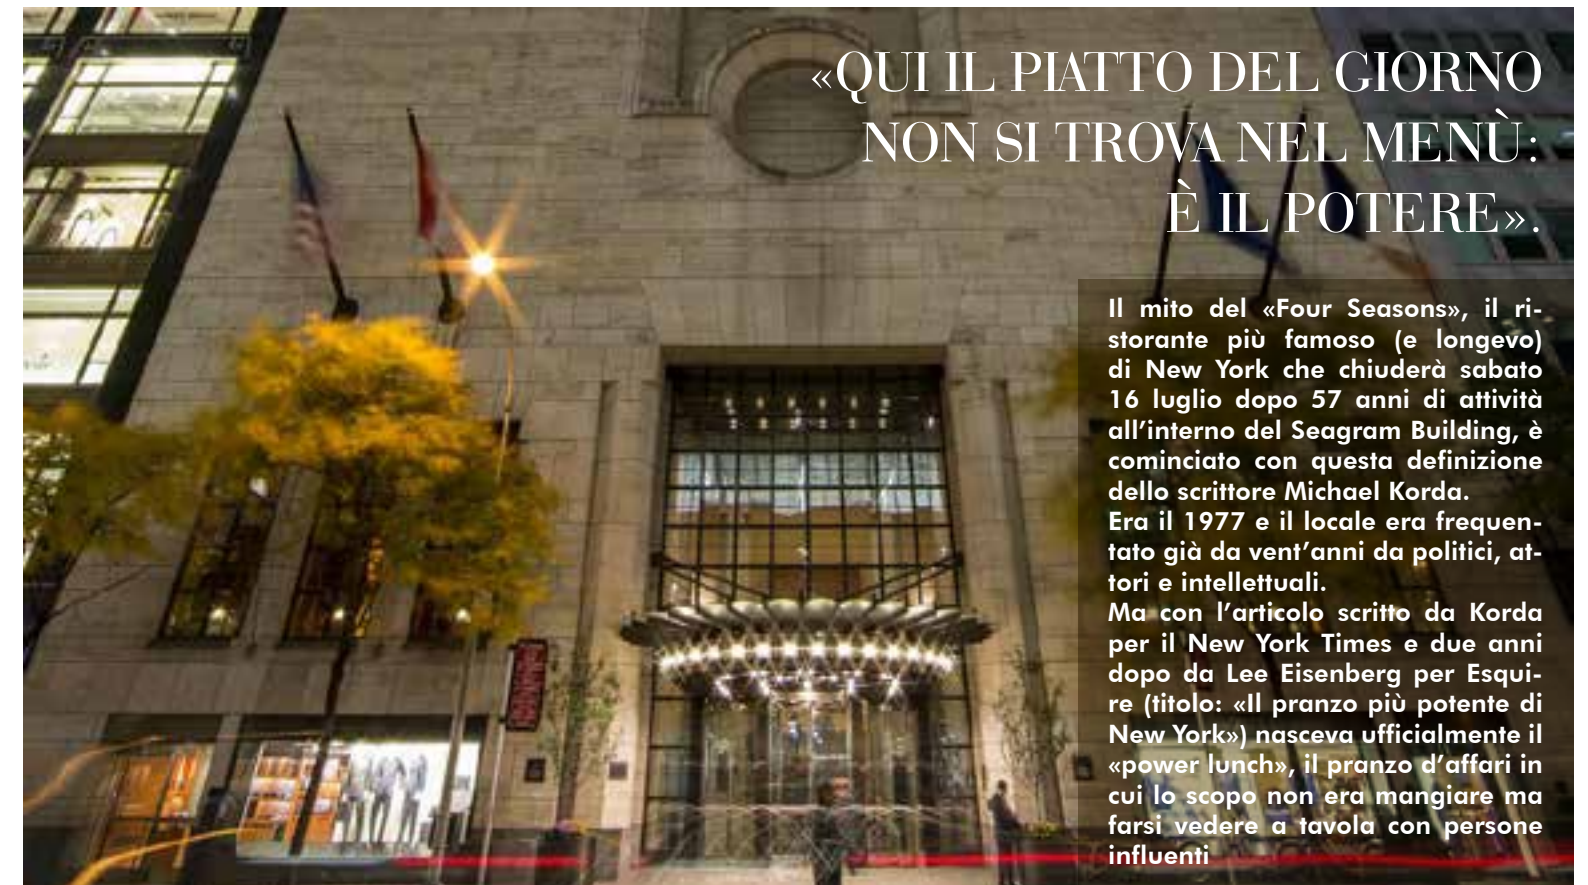 «QUI IL PIATTO DEL GIORNO
NON SI TROVA NEL MENÙ:
È IL POTERE».
Il mito del «Four Seasons», il ri-
storante più famoso (e longevo)
di New York che chiuderà sabato
16 luglio dopo 57 anni di attività
all’interno del Seagram Building, è
cominciato con questa definizione
dello scrittore Michael Korda.
Era il 1977 e il locale era frequen-
tato già da vent’anni da politici, at-
tori e intellettuali.
Ma con l’articolo scritto da Korda
per il New York Times e due anni
dopo da Lee Eisenberg per Esqui-
re (titolo: «Il pranzo più potente di
New York») nasceva ufficialmente il
«power lunch», il pranzo d’affari in
cui lo scopo non era mangiare ma
farsi vedere a tavola con persone
influenti